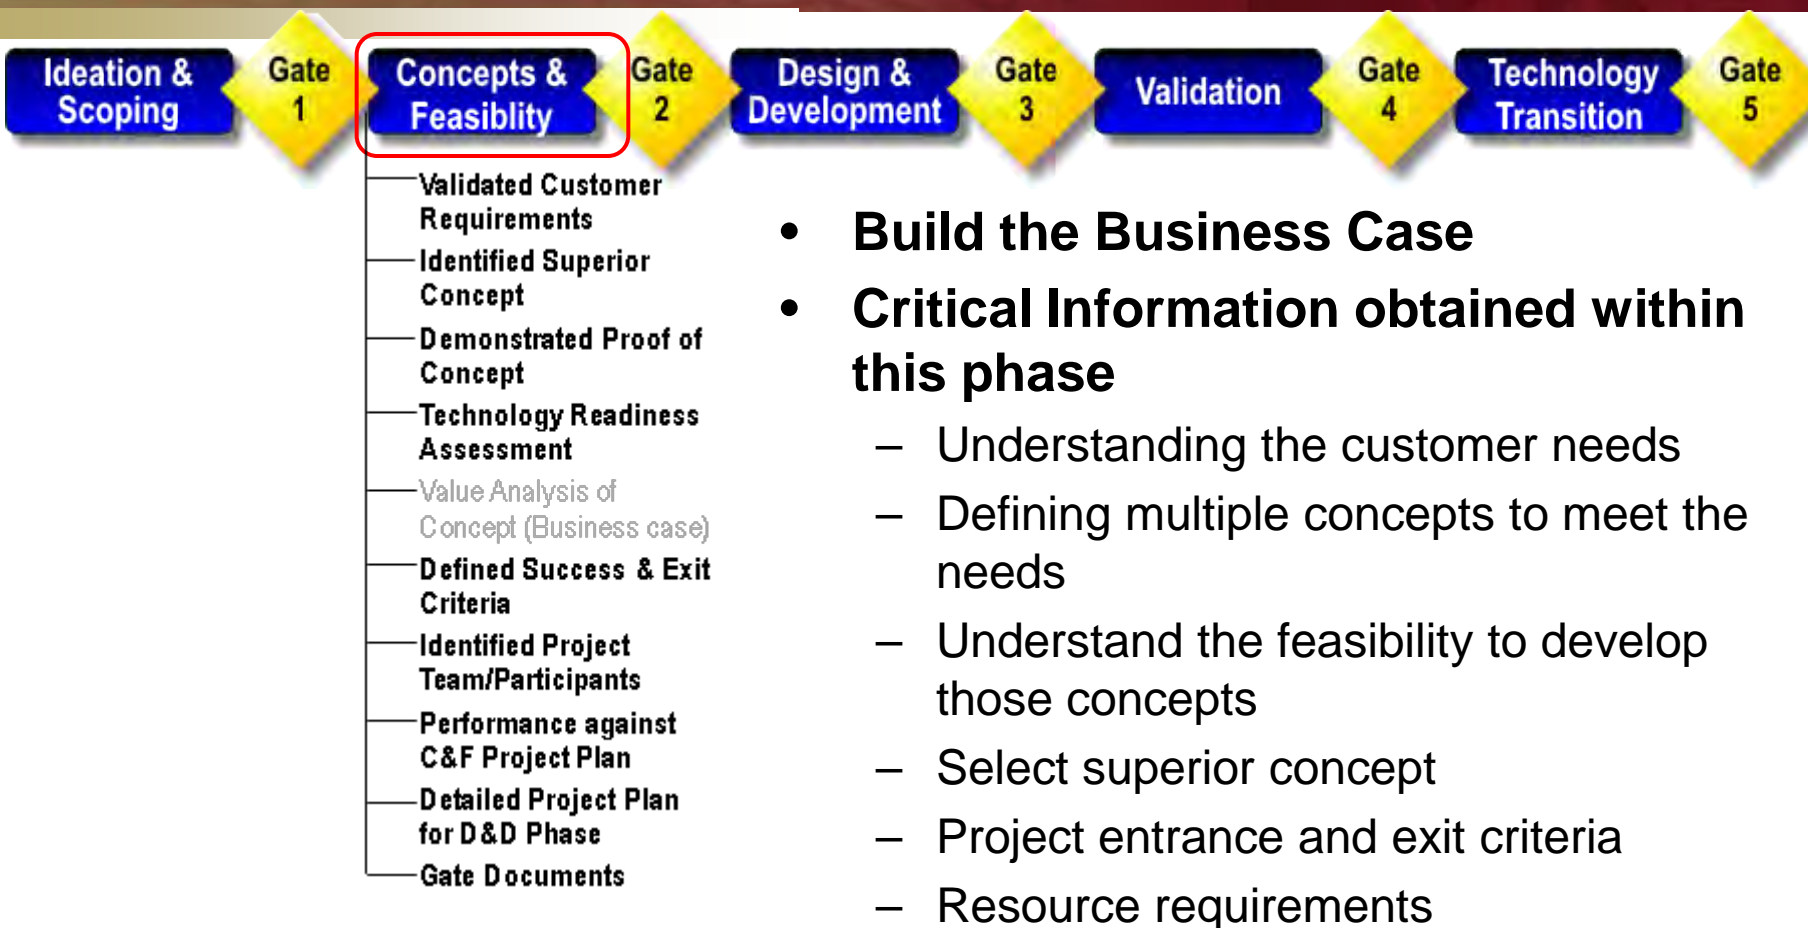 Ideation &
Scoping
Gate
1
Concepts &
Feasiblity
Gate
2
Design &
Development
Gate
3
Validation
Gate
4
Technology
Transition
Gate
5
Validated Customer
Requirements
Identified Superior
Concept
Demonstrated Proof of
Concept
Technology Readiness
Assessment
Value Analysis of
Concept (Business case)
Defined Success & Exit
Criteria
Identified Project
Team/Participants
Performance against
C&F Project Plan
Detailed Project Plan
for D&D Phase
Gate Documents
• Build the Business Case
• Critical Information obtained within
this phase
– Understanding the customer needs
– Defining multiple concepts to meet the
needs
– Understand the feasibility to develop
those concepts
– Select superior concept
– Project entrance and exit criteria
– Resource requirements